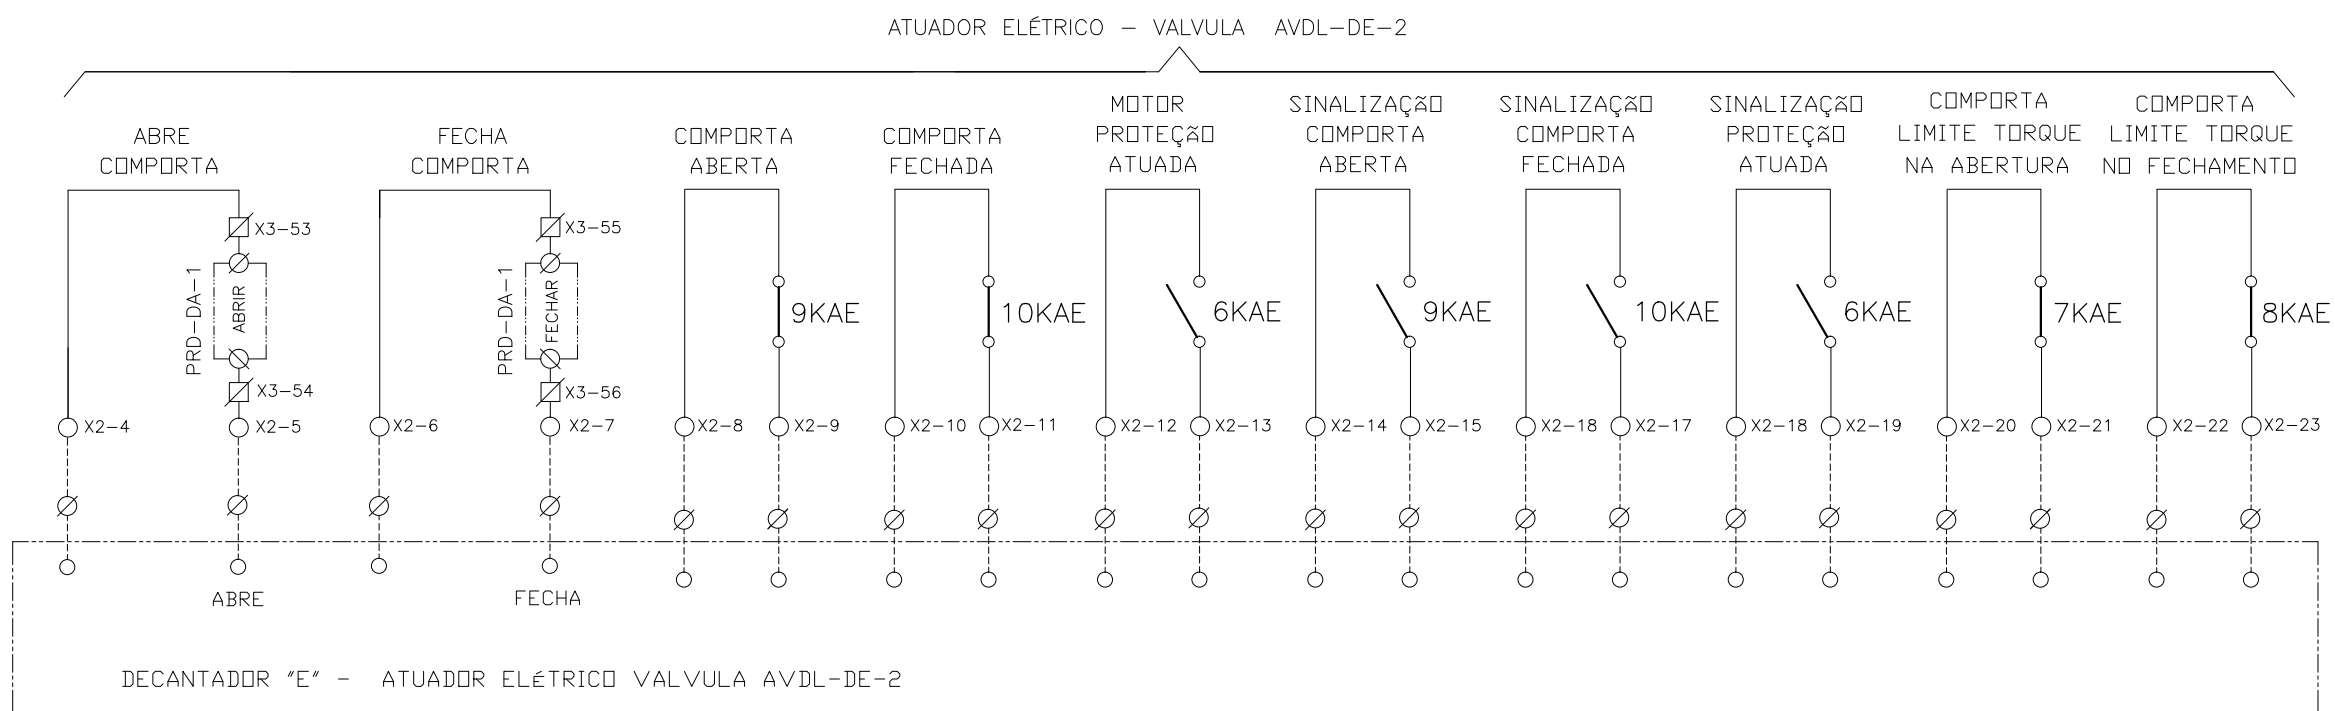 ATUADOR ELÉTRICO - VALVULA AVDL-DE-2
ABRE
COMPORTA
FECHA
COMPORTA
COMPORTA
ABERTA
COMPORTA
FECHADA
MOTOR
PROTEÇÃO
ATUADA
SINALIZAÇÃO
COMPORTA
ABERTA
SINALIZAÇÃO
COMPORTA
FECHADA
SINALIZAÇÃO
PROTEÇÃO
ATUADA
COMPORTA
LIMITE TORQUE
NA ABERTURA
COMPORTA
LIMITE TORQUE
NO FECHAMENTO
X3-53
PRD-DA-1
ABRIR
X3-54
X3-55
PRD-DA-1
FECHAR
X3-56
9KAE
10KAE
6KAE
9KAE
10KAE
6KAE
7KAE
8KAE
X2-4
X2-5
X2-6
X2-7
X2-8
X2-9
X2-10
X2-11
X2-12
X2-13
X2-14
X2-15
X2-18
X2-17
X2-18
X2-19
X2-20
X2-21
X2-22
X2-23
ABRE
FECHA
DECANTADOR "E" - ATUADOR ELÉTRICO VALVULA AVDL-DE-2